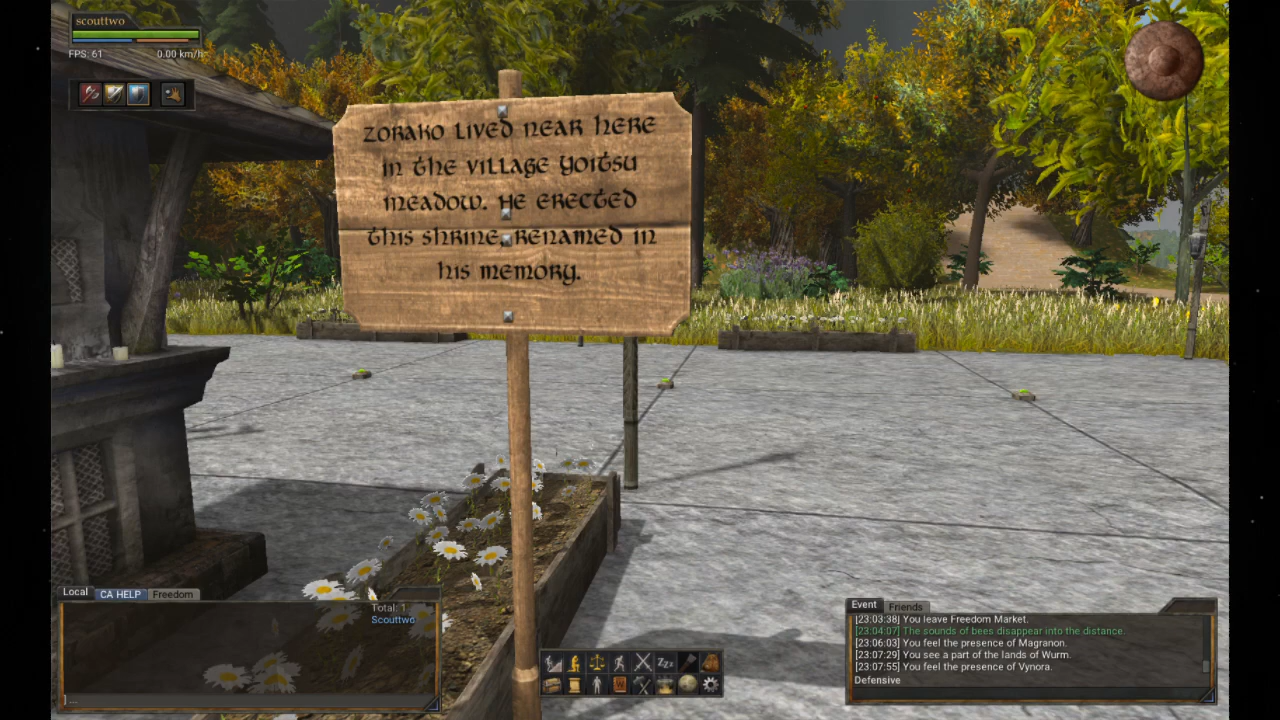 scouttwo
FPS: 61 0.00 km/h
ZORAKO LIVED NEAR HERE
IN THE VILLAGE YOITSU
MEADOW. HE ERECTED
THIS SHRINE, RENAMED IN
HIS MEMORY.
Local CA HELP Freedom
Total: 1
Scouttwo
Event Friends
[23:03:38] You leave Freedom Market.
[23:04:07] The sounds of bees disappear into the distance.
[23:06:03] You feel the presence of Magranon.
[23:07:29] You see a part of the lands of Wurm.
[23:07:55] You feel the presence of Vynora.
Defensive